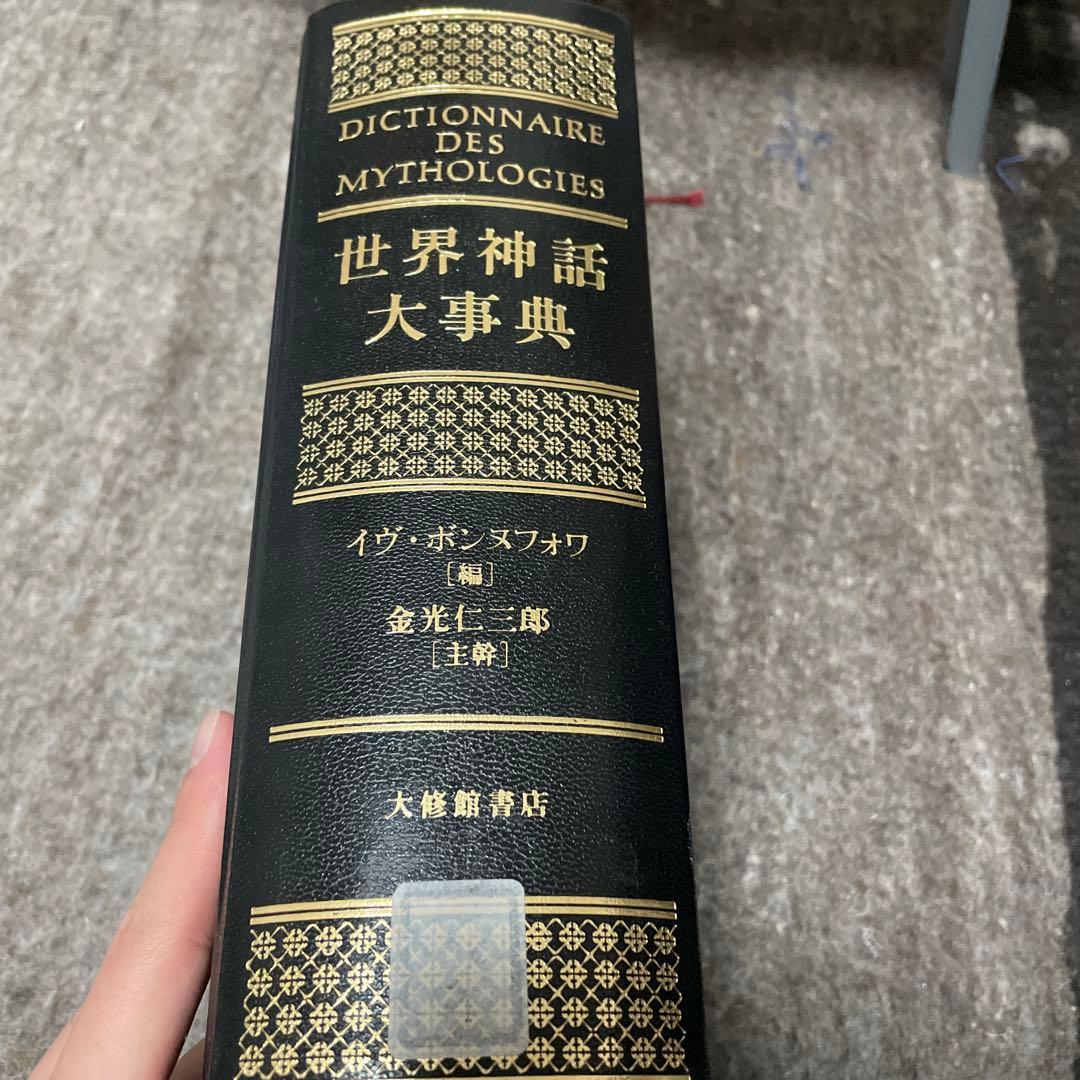 DICTIONNAIRE
DES
MYTHOLOGIES
世界神話
大事典
イヴ・ボンヌフォワ
[編]
金光仁三郎
[主幹]
大修館書店